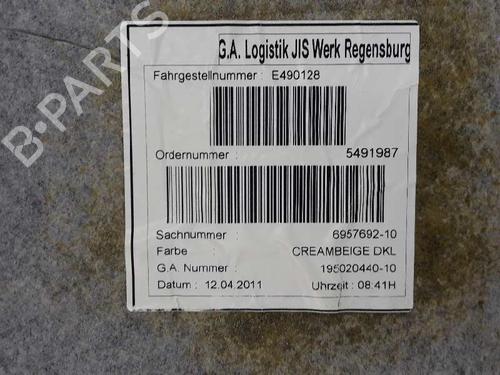 G.A. Logistik JIS Werk Regensburg
Fahrgestellnummer : E490128
Ordernummer : 5491987
Sachnummer : 6957692-10
Farbe : CREAMBEIGE DKL
G.A. Nummer : 195020440-10
Datum : 12.04.2011 Uhrzeit : 08:41H
B-PARTS